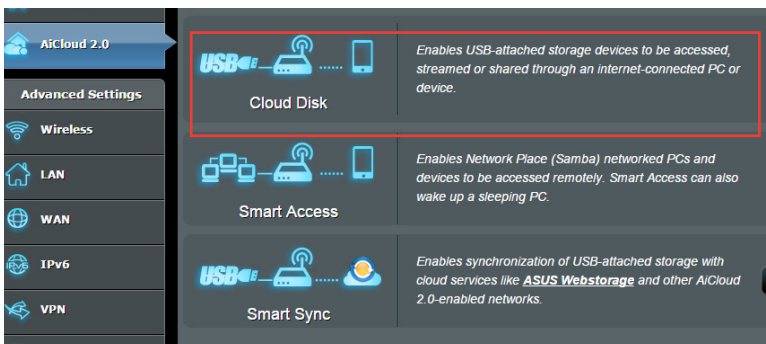 AiCloud 2.0
Advanced Settings
Wireless
LAN
WAN
IPv6
IPv6
VPN
USB
Cloud Disk
Enables USB-attached storage devices to be accessed,
streamed or shared through an internet-connected PC or
device.
Smart Access
Enables Network Place (Samba) networked PCs and
devices to be accessed remotely. Smart Access can also
wake up a sleeping PC.
USB
Smart Sync
Enables synchronization of USB-attached storage with
cloud services like ASUS Webstorage and other AiCloud
2.0-enabled networks.